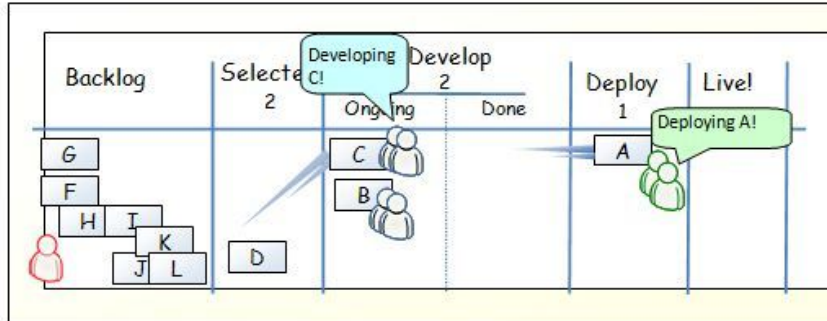 Developing
C!
Develop
2
Backlog
Selecte
2
Ongoing
Done
Deploy
1
Live!
Deploying A!
G
C
A
F
B
H
I
K
D
J
L